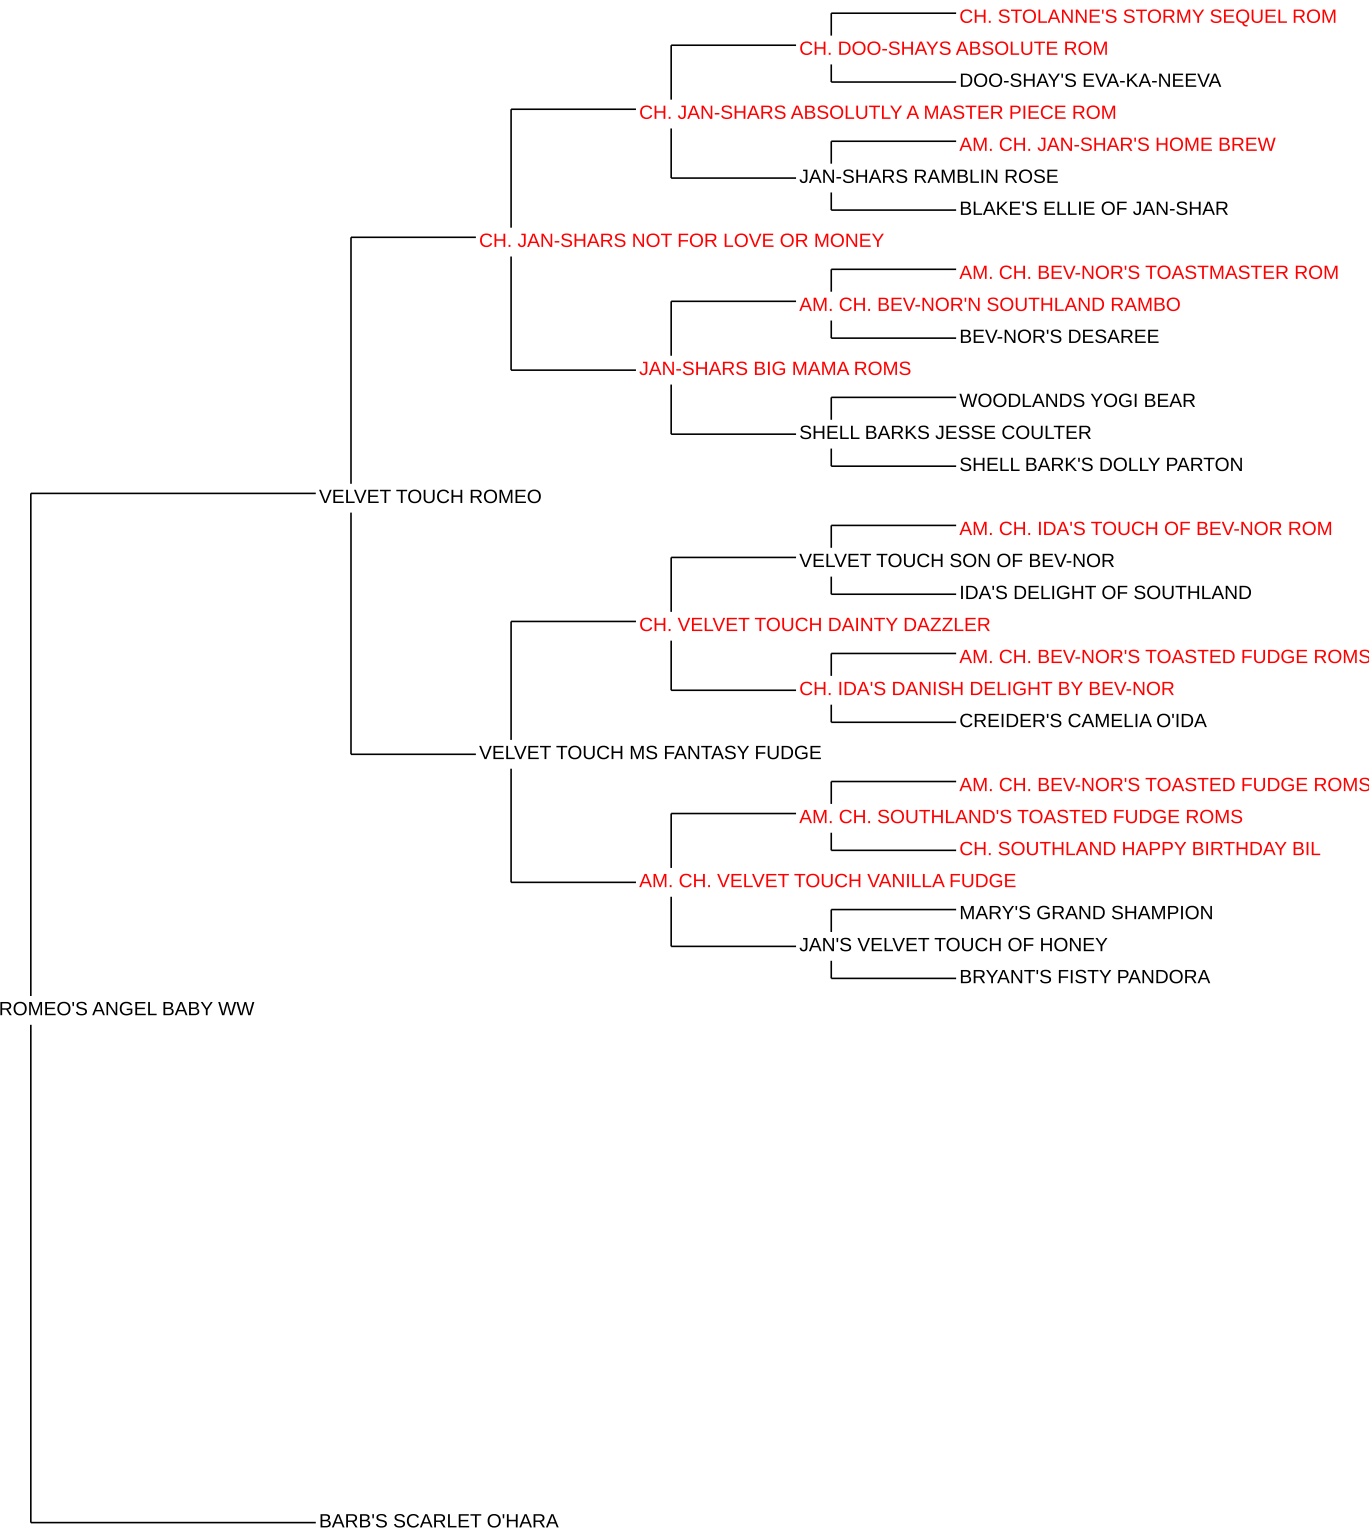 CH. STOLANNE'S STORMY SEQUEL ROM
CH. DOO-SHAYS ABSOLUTE ROM
DOO-SHAY'S EVA-KA-NEEVA
CH. JAN-SHARS ABSOLUTLY A MASTER PIECE ROM
AM. CH. JAN-SHAR'S HOME BREW
JAN-SHARS RAMBLIN ROSE
BLAKE'S ELLIE OF JAN-SHAR
CH. JAN-SHARS NOT FOR LOVE OR MONEY
AM. CH. BEV-NOR'S TOASTMASTER ROM
AM. CH. BEV-NOR'N SOUTHLAND RAMBO
BEV-NOR'S DESAREE
JAN-SHARS BIG MAMA ROMS
WOODLANDS YOGI BEAR
SHELL BARKS JESSE COULTER
SHELL BARK'S DOLLY PARTON
VELVET TOUCH ROMEO
AM. CH. IDA'S TOUCH OF BEV-NOR ROM
VELVET TOUCH SON OF BEV-NOR
IDA'S DELIGHT OF SOUTHLAND
CH. VELVET TOUCH DAINTY DAZZLER
AM. CH. BEV-NOR'S TOASTED FUDGE ROMS
CH. IDA'S DANISH DELIGHT BY BEV-NOR
CREIDER'S CAMELIA O'IDA
VELVET TOUCH MS FANTASY FUDGE
AM. CH. BEV-NOR'S TOASTED FUDGE ROMS
AM. CH. SOUTHLAND'S TOASTED FUDGE ROMS
CH. SOUTHLAND HAPPY BIRTHDAY BIL
AM. CH. VELVET TOUCH VANILLA FUDGE
MARY'S GRAND SHAMPION
JAN'S VELVET TOUCH OF HONEY
BRYANT'S FISTY PANDORA
ROMEO'S ANGEL BABY WW
BARB'S SCARLET O'HARA